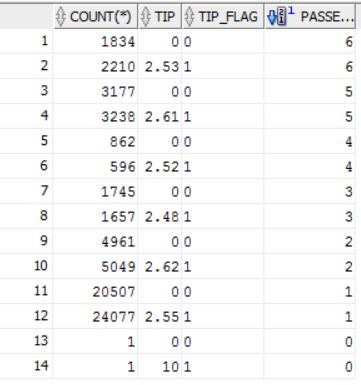 COUNT(*) TIP TIP_FLAG PASSE...
1 1834 0 0 6
2 2210 2.53 1 6
3 3177 0 0 5
4 3238 2.61 1 5
5 862 0 0 4
6 596 2.52 1 4
7 1745 0 0 3
8 1657 2.48 1 3
9 4961 0 0 2
10 5049 2.62 1 2
11 20507 0 0 1
12 24077 2.55 1 1
13 1 0 0 0
14 1 10 1 0